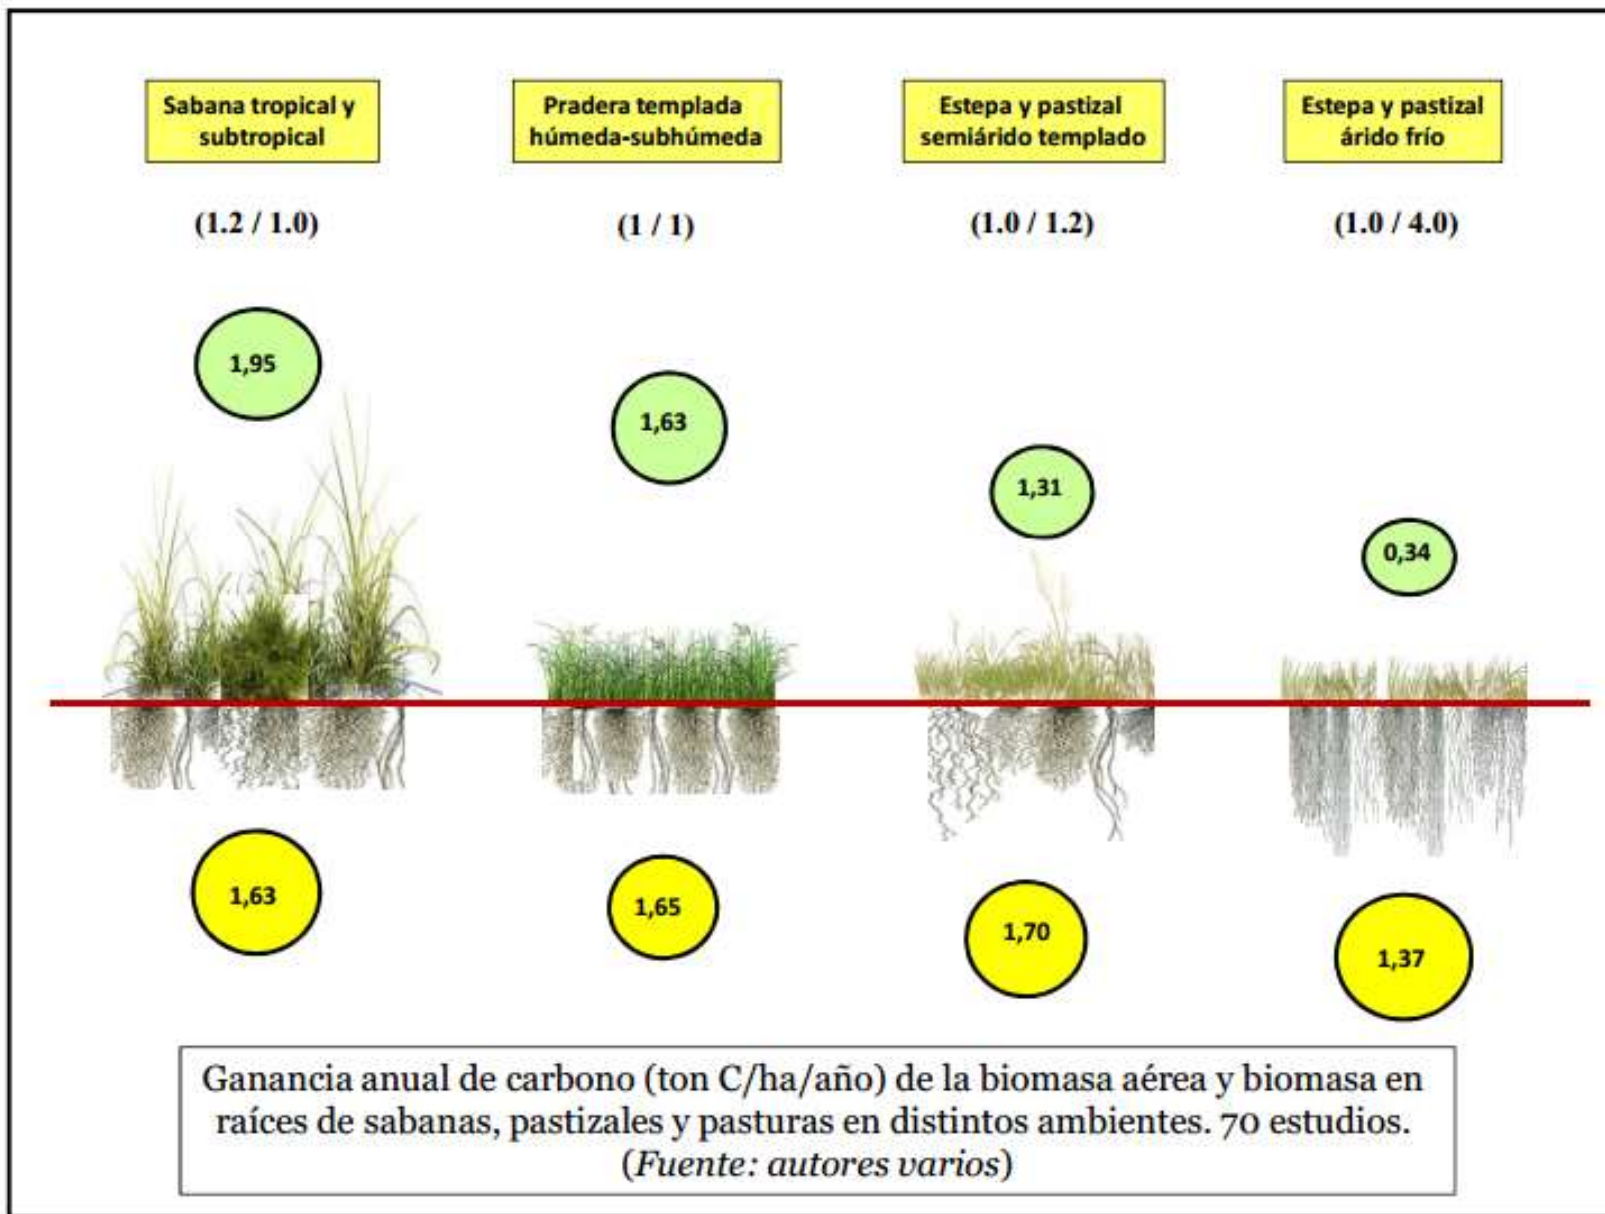 Sabana tropical y
subtropical
Pradera templada
húmeda-subhúmeda
Estepa y pastizal
semiárido templado
Estepa y pastizal
árido frío
(1.2 / 1.0)
(1 / 1)
(1.0 / 1.2)
(1.0 / 4.0)
1,95
1,63
1,31
0,34
1,63
1,65
1,70
1,37
Ganancia anual de carbono (ton C/ha/año) de la biomasa aérea y biomasa en
raíces de sabanas, pastizales y pasturas en distintos ambientes. 70 estudios.
(Fuente: autores varios)